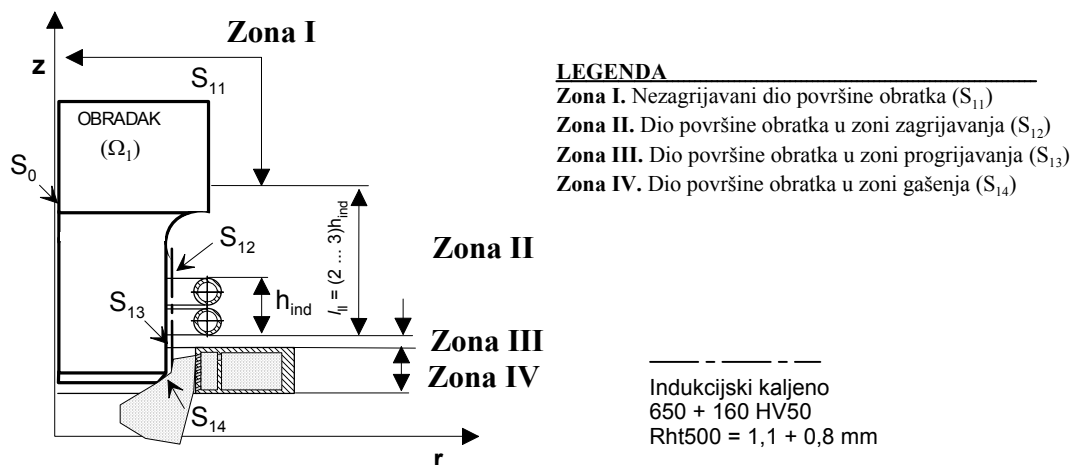 Zona I
z
S11
OBRADAK
(Ω1)
S0
S12
lII = (2 ... 3)hind
Zona II
hind
S13
Zona III
Zona IV
S14
r
LEGENDA
Zona I. Nezagrijavani dio površine obratka (S11)
Zona II. Dio površine obratka u zoni zagrijavanja (S12)
Zona III. Dio površine obratka u zoni progrijavanja (S13)
Zona IV. Dio površine obratka u zoni gašenja (S14)
Indukcijski kaljeno
650 + 160 HV50
Rht500 = 1,1 + 0,8 mm